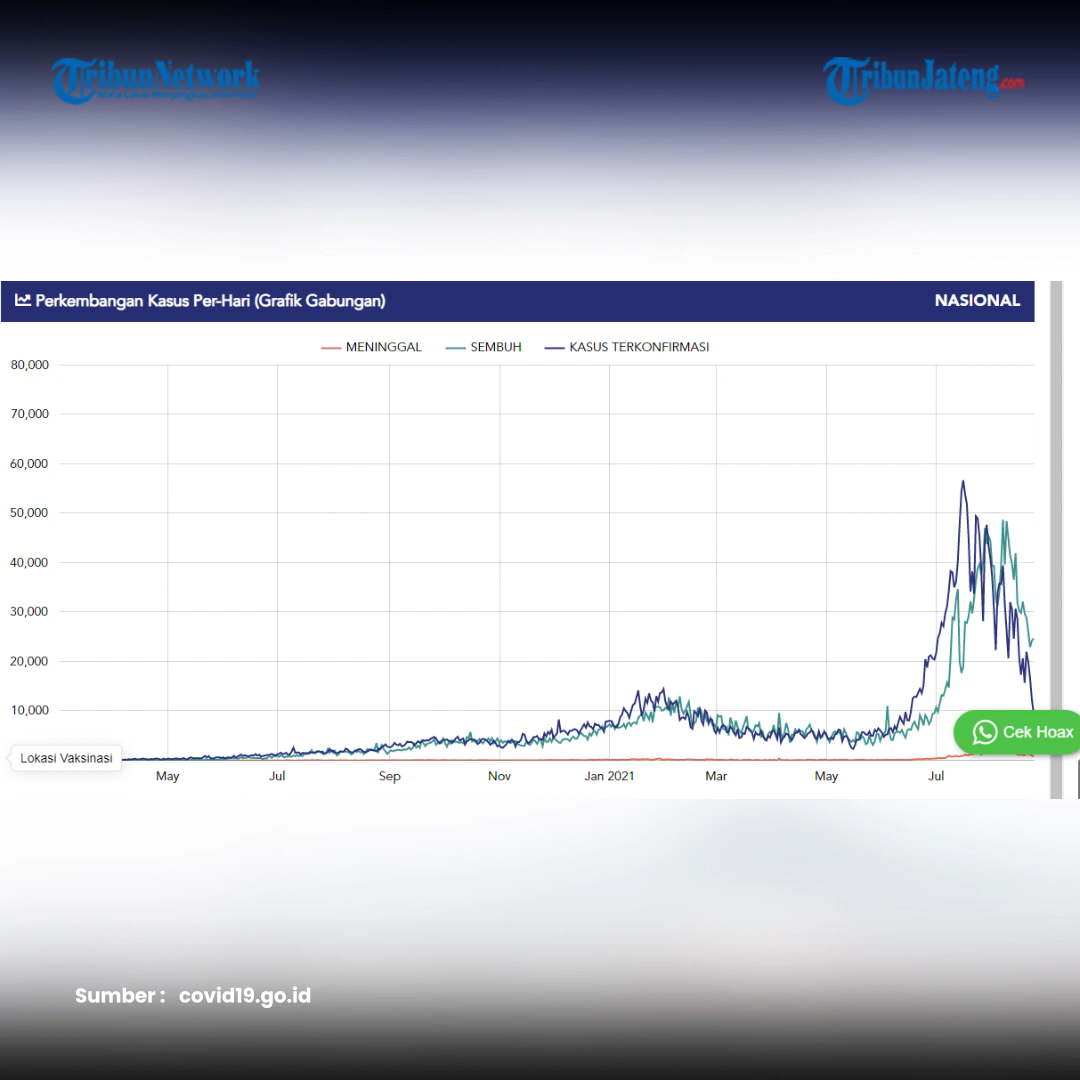 TribunNetwork
TribunJateng.com
Perkembangan Kasus Per-Hari (Grafik Gabungan)
NASIONAL
MENINGGAL SEMBUH KASUS TERKONFIRMASI
80,000
70,000
60,000
50,000
40,000
30,000
20,000
10,000
Cek Hoax
Lokasi Vaksinasi
May Jul Sep Nov Jan 2021 Mar May Jul
Sumber : covid19.go.id